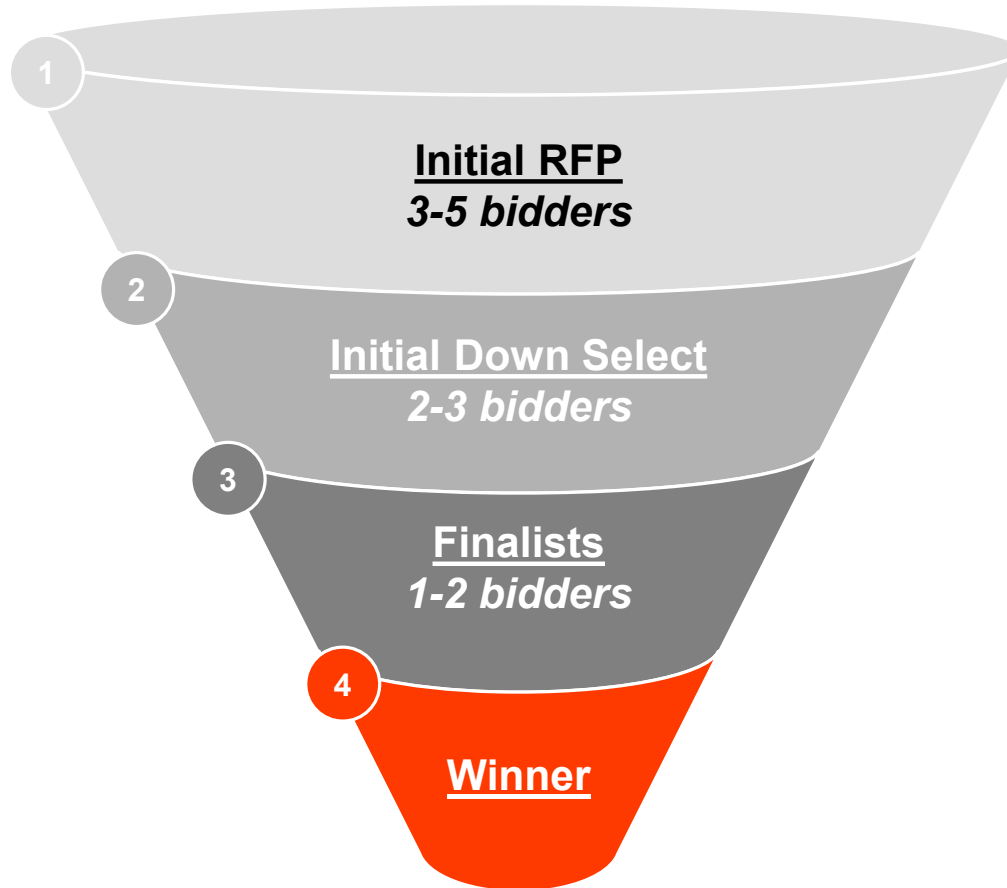 1
Initial RFP
3-5 bidders
2
Initial Down Select
2-3 bidders
3
Finalists
1-2 bidders
4
Winner